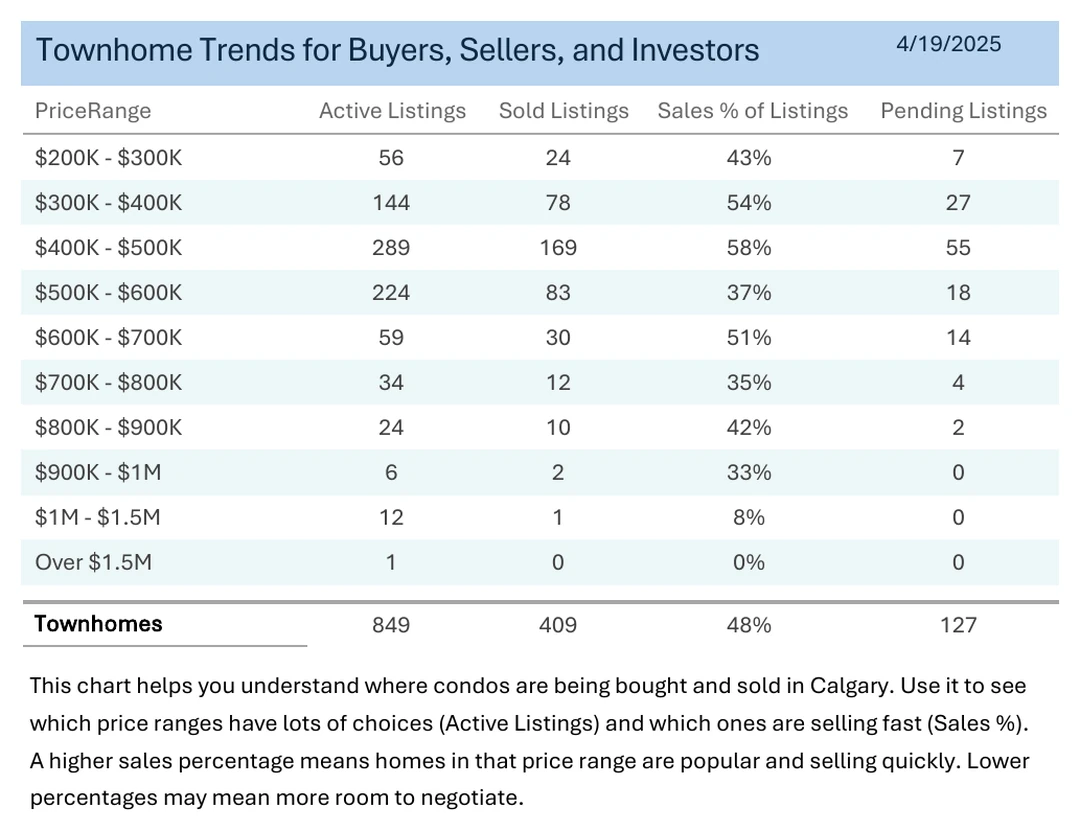 Townhome Trends for Buyers, Sellers, and Investors 4/19/2025
PriceRange Active Listings Sold Listings Sales % of Listings Pending Listings
$200K - $300K 56 24 43% 7
$300K - $400K 144 78 54% 27
$400K - $500K 289 169 58% 55
$500K - $600K 224 83 37% 18
$600K - $700K 59 30 51% 14
$700K - $800K 34 12 35% 4
$800K - $900K 24 10 42% 2
$900K - $1M 6 2 33% 0
$1M - $1.5M 12 1 8% 0
Over $1.5M 1 0 0% 0
Townhomes 849 409 48% 127
This chart helps you understand where condos are being bought and sold in Calgary. Use it to see
which price ranges have lots of choices (Active Listings) and which ones are selling fast (Sales %).
A higher sales percentage means homes in that price range are popular and selling quickly. Lower
percentages may mean more room to negotiate.